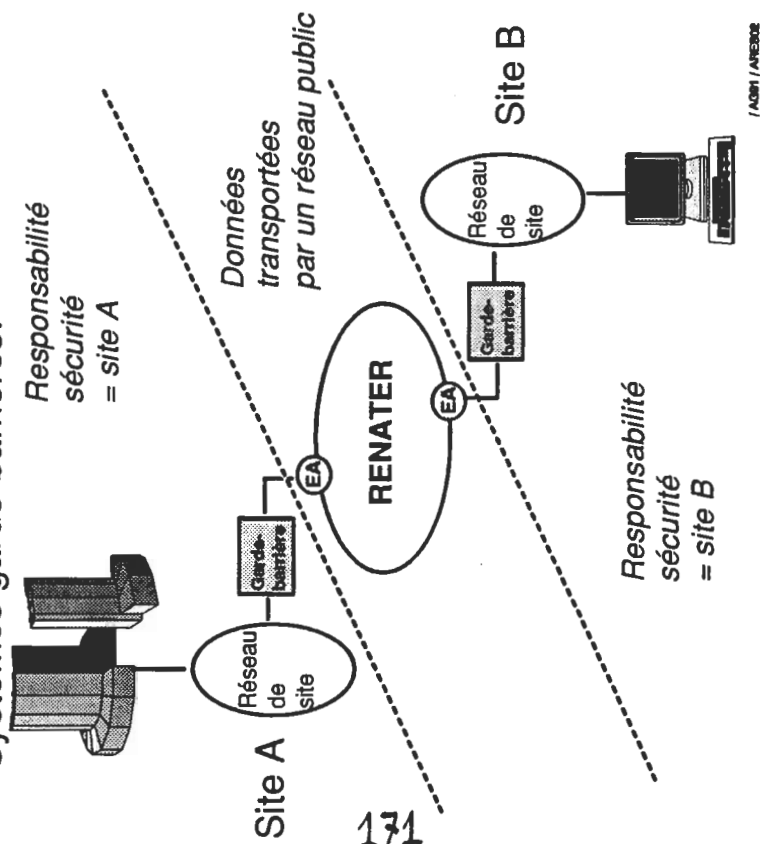 Responsabilité
sécurité
= site A
Site A
Réseau
de
site
Garde-
barrière
EA
RENATER
EA
Données
transportées
par un réseau public
Garde-
barrière
Réseau
de
site
Site B
Responsabilité
sécurité
= site B
171